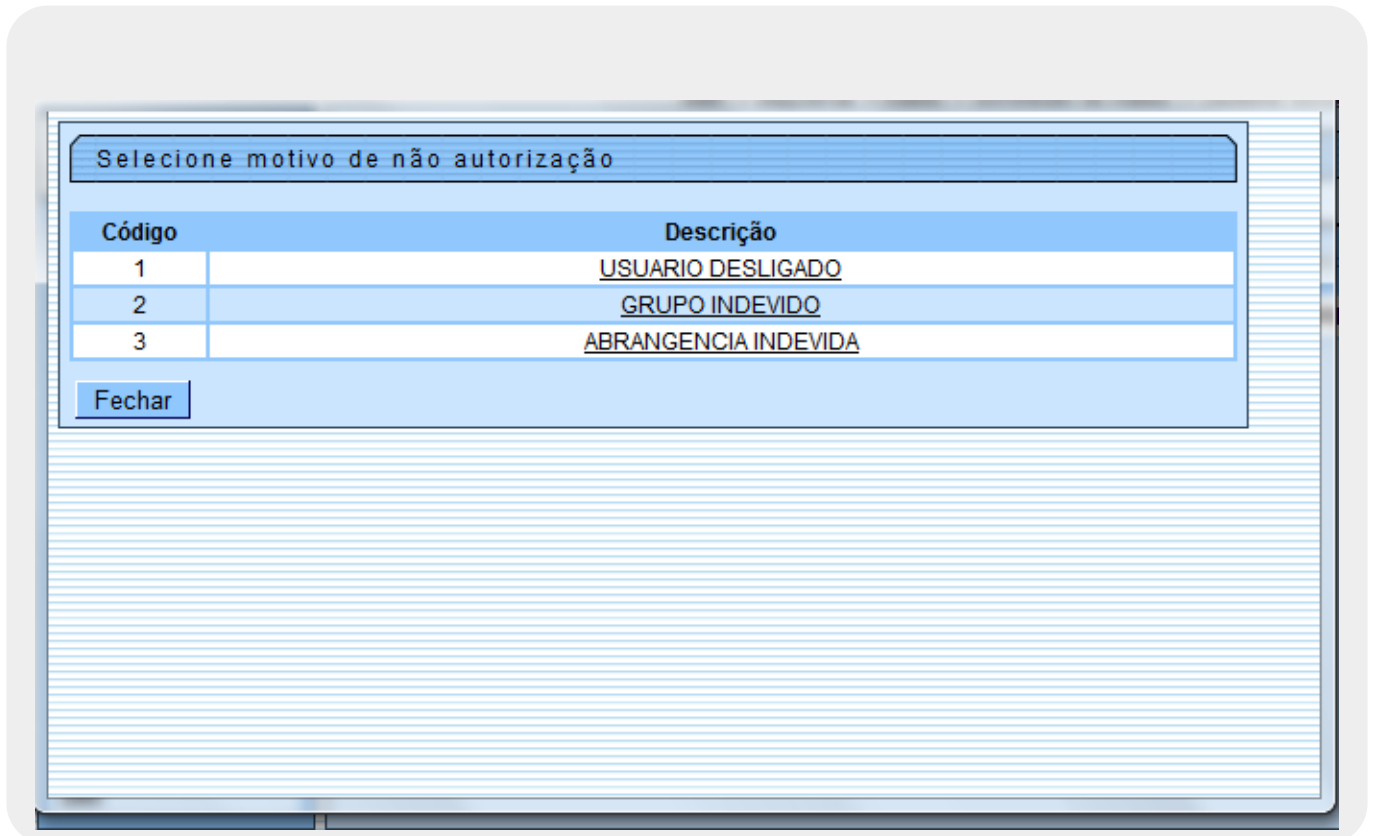 Selecione motivo de não autorização
Código Descrição
1 USUARIO DESLIGADO
2 GRUPO INDEVIDO
3 ABRANGENCIA INDEVIDA
Fechar